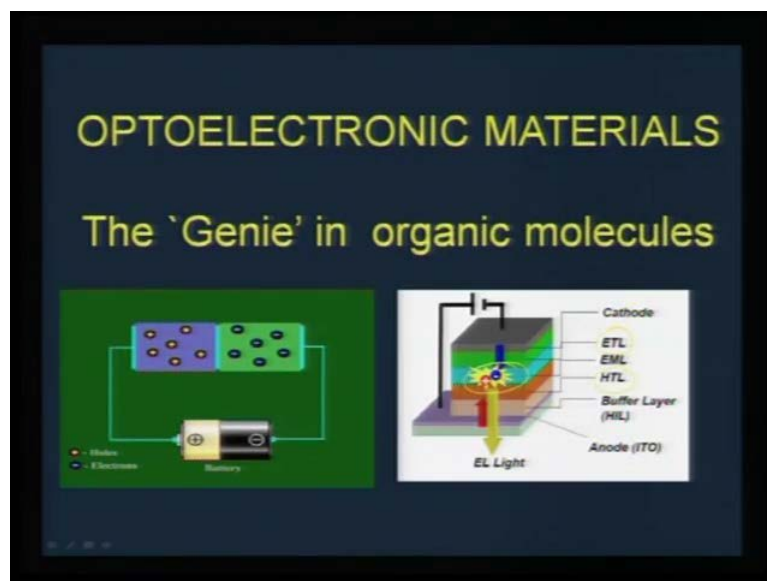 OPTOELECTRONIC MATERIALS
The `Genie' in organic molecules
- Holes
- Electrons
Battery
Cathode
ETL
EML
HTL
Buffer Layer
(HIL)
Anode (ITO)
EL Light